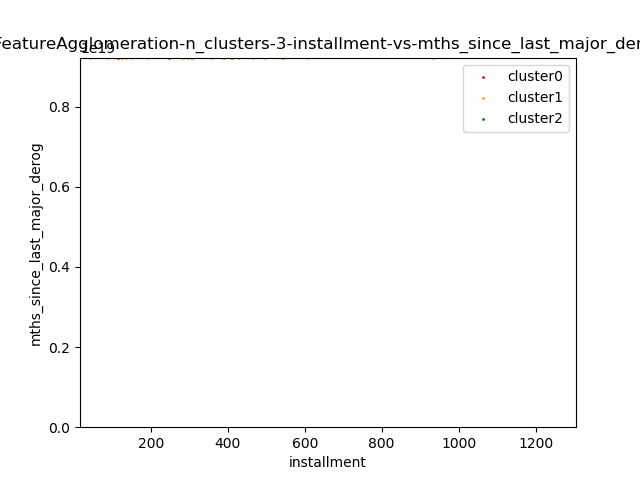 FeatureAgglomeration-n_clusters-3-installment-vs-mths_since_last_major_der
1e19
cluster0
cluster1
cluster2
0.8
0.6
0.4
0.2
0.0
mths_since_last_major_derog
200 400 600 800 1000 1200
installment